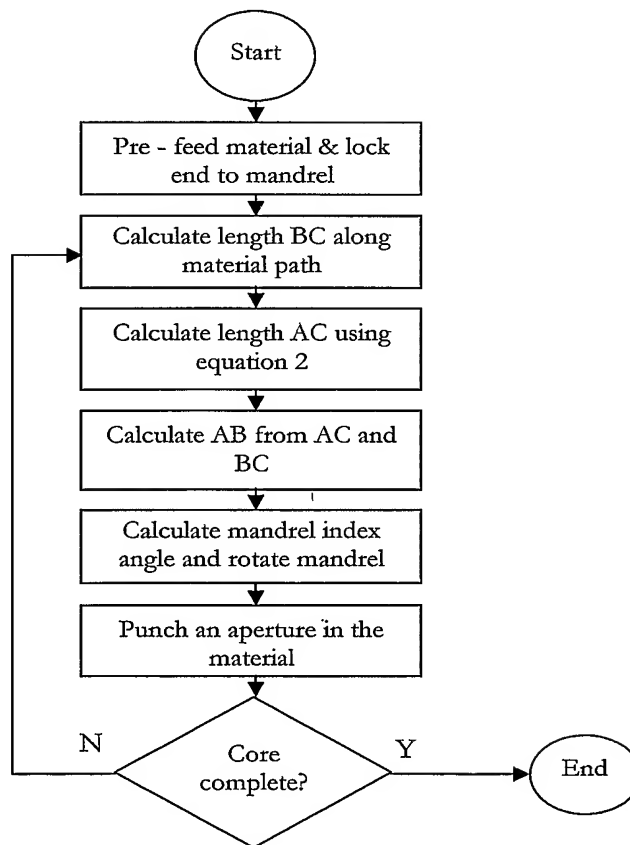 Start
Pre - feed material & lock
end to mandrel
Calculate length BC along
material path
Calculate length AC using
equation 2
Calculate AB from AC and
BC
Calculate mandrel index
angle and rotate mandrel
Punch an aperture in the
material
N
Core
complete?
Y
End